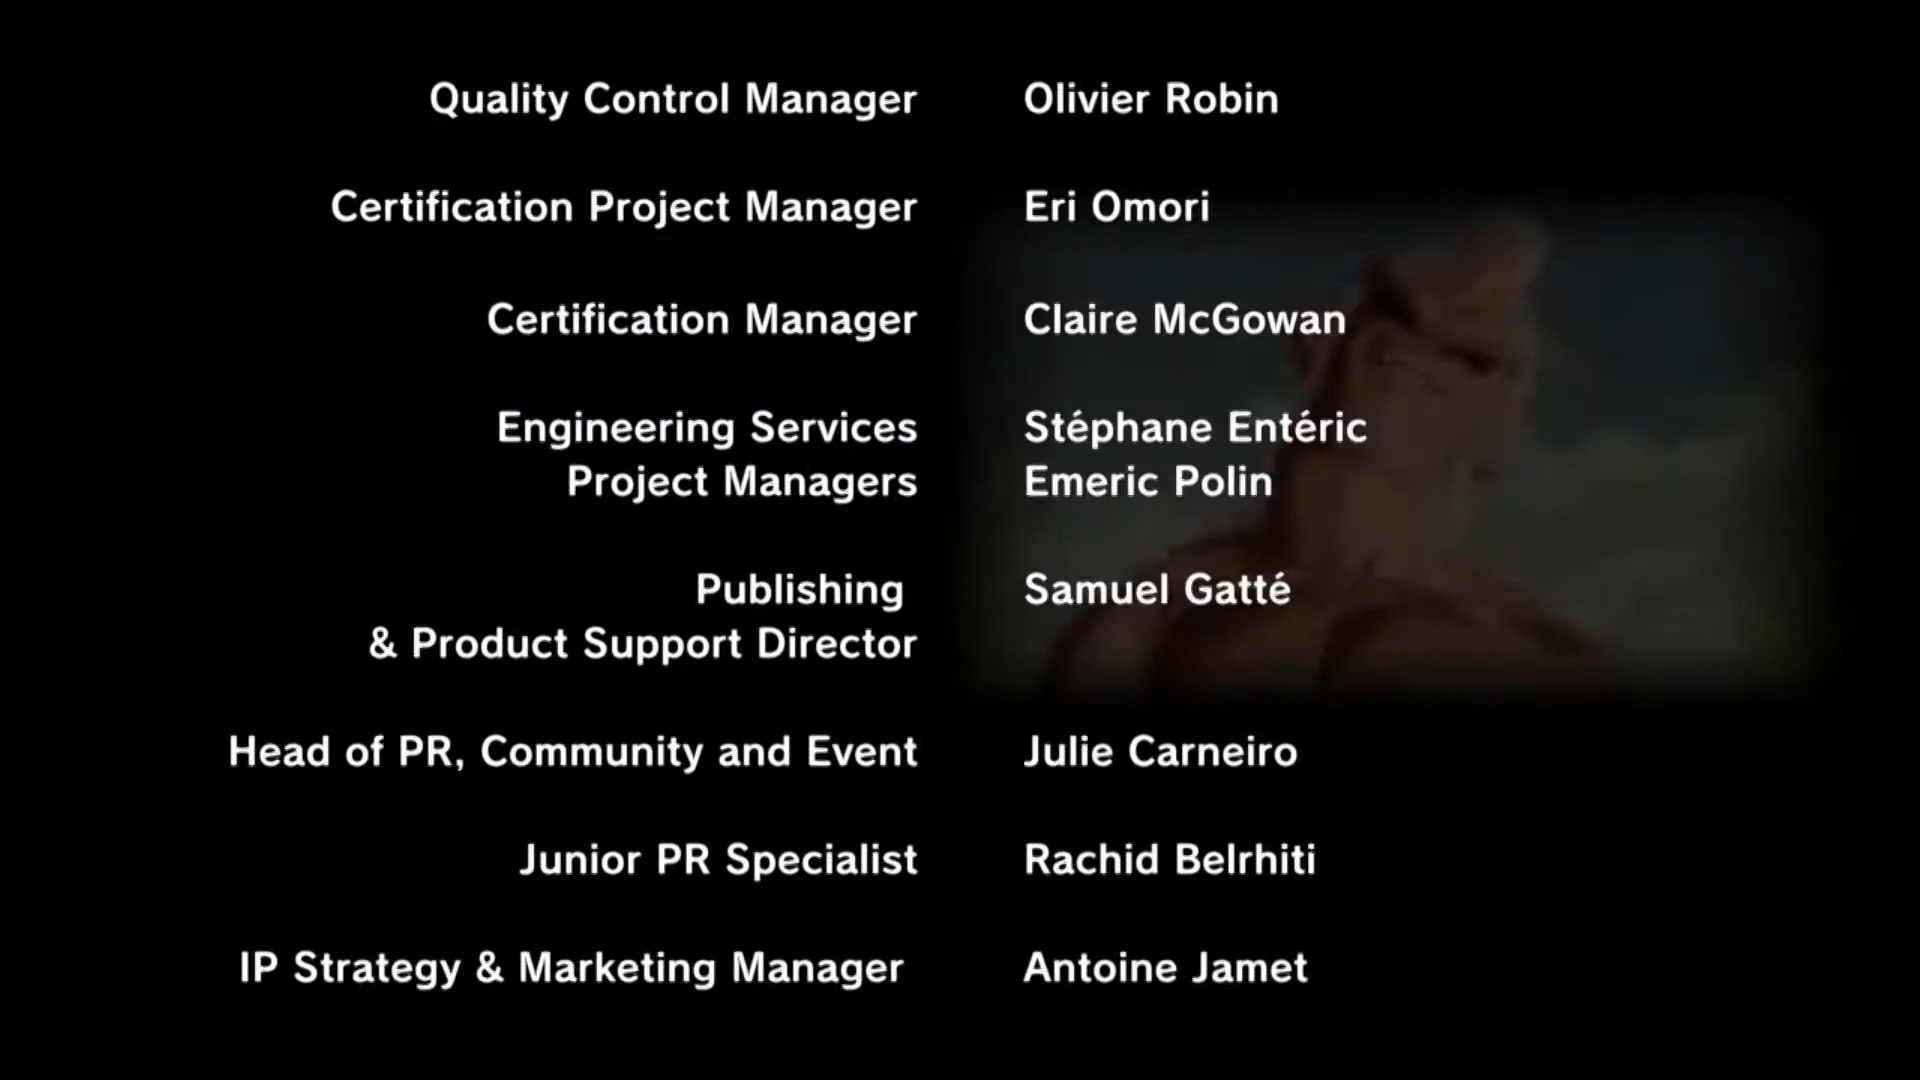 Quality Control Manager Olivier Robin
Certification Project Manager Eri Omori
Certification Manager Claire McGowan
Engineering Services Stéphane Entéric
Project Managers Emeric Polin
Publishing Samuel Gatté
& Product Support Director
Head of PR, Community and Event Julie Carneiro
Junior PR Specialist Rachid Belrhiti
IP Strategy & Marketing Manager Antoine Jamet